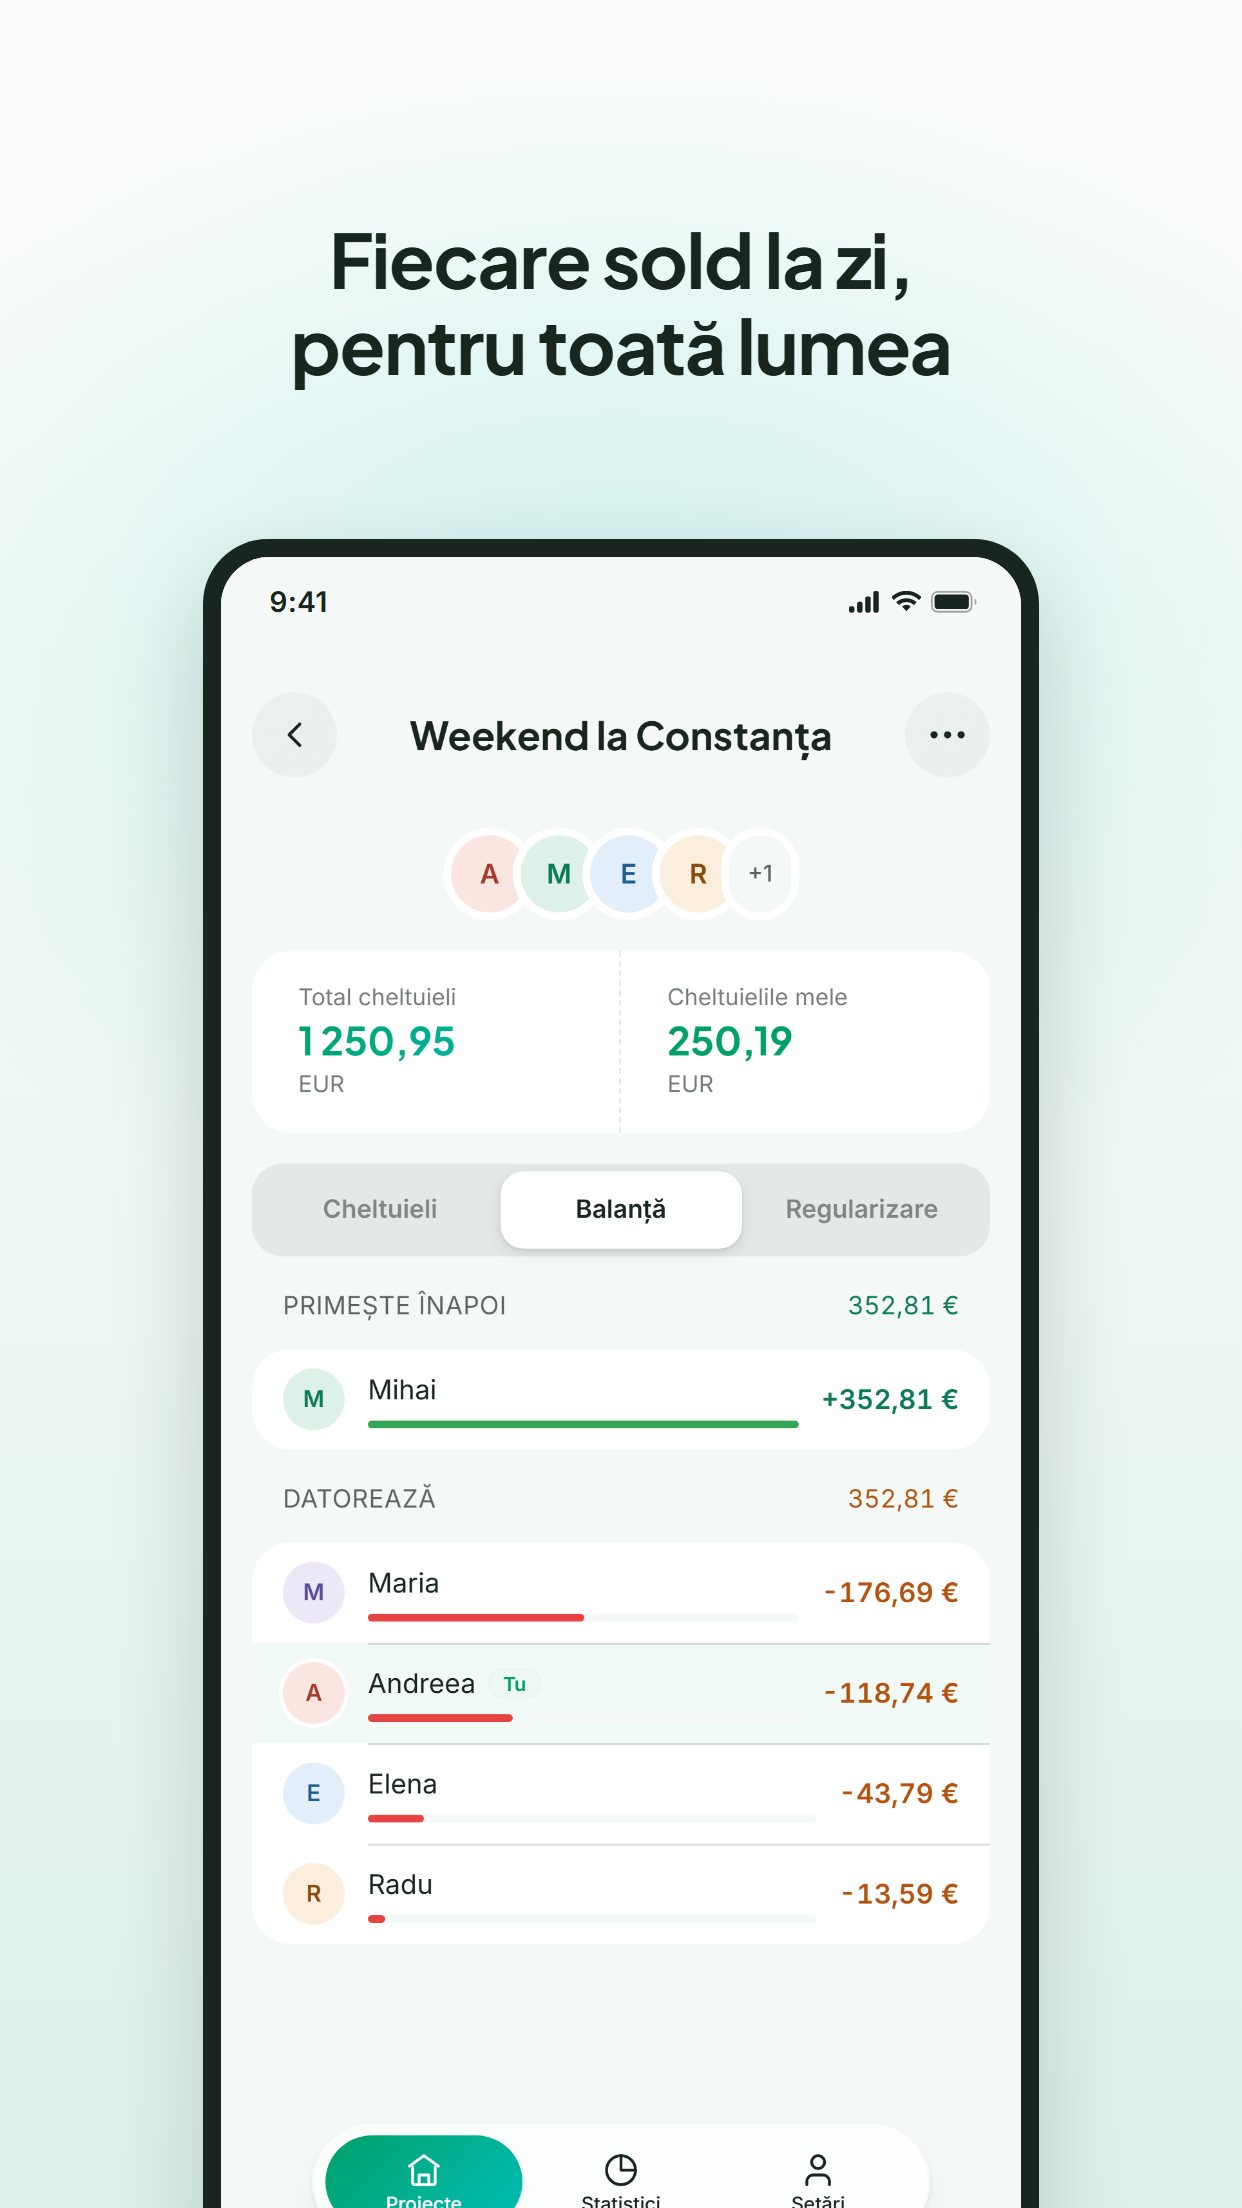 Fiecare sold la zi,
pentru toată lumea
9:41
Weekend la Constanța
A M E R +1
Total cheltuieli
1 250,95
EUR
Cheltuielile mele
250,19
EUR
Cheltuieli Balanță Regularizare
PRIMEȘTE ÎNAPOI 352,81 €
M Mihai +352,81 €
DATOREAZĂ 352,81 €
M Maria -176,69 €
A Andreea Tu -118,74 €
E Elena -43,79 €
R Radu -13,59 €
Proiecte Statistici Setări